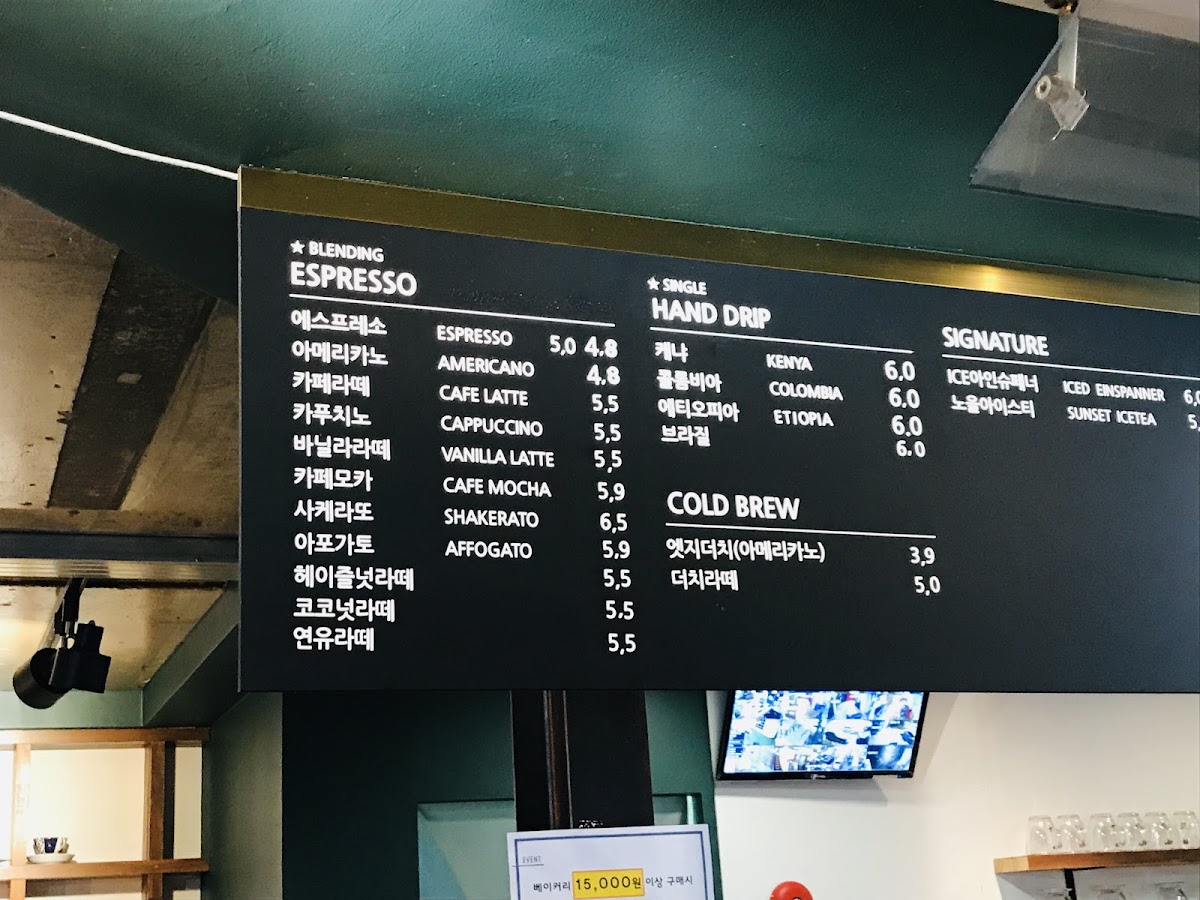 ★ BLENDING
ESPRESSO
에스프레소 ESPRESSO 5,0 4.8
아메리카노 AMERICANO 4.8
카페라떼 CAFE LATTE 5,5
카푸치노 CAPPUCCINO 5,5
바닐라라떼 VANILLA LATTE 5,5
카페모카 CAFE MOCHA 5,9
사케라또 SHAKERATO 6,5
아포가토 AFFOGATO 5,9
헤이즐넛라떼 5,5
코코넛라떼 5.5
연유라떼 5,5
★ SINGLE
HAND DRIP
케냐 KENYA 6.0
콜롬비아 COLOMBIA 6.0
에티오피아 ETIOPIA 6.0
브라질 6.0
COLD BREW
엣지더치(아메리카노) 3,9
더치라떼 5,0
SIGNATURE
ICE아인슈페너 ICED EINSPANNER
노을아이스티 SUNSET ICETEA
EVENT
베이커리 15,000원 이상 구매시